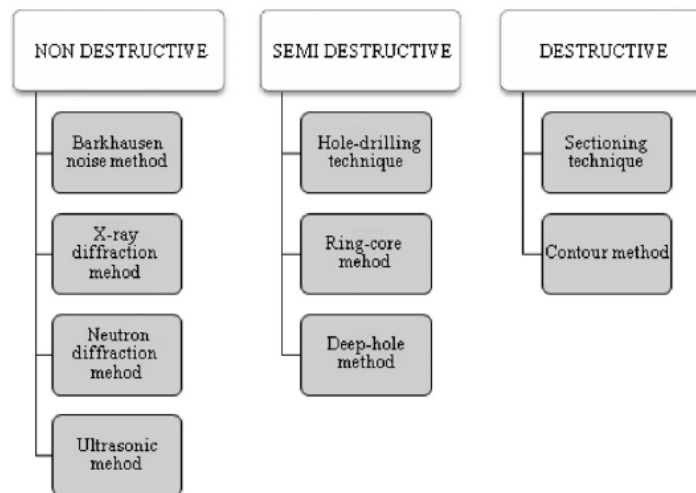 NON DESTRUCTIVE
Barkhausen
noise method
X-ray
diffraction
mehod
Neutron
diffraction
mehod
Ultrasonic
mehod
SEMI DESTRUCTIVE
Hole-drilling
technique
Ring-core
mehod
Deep-hole
method
DESTRUCTIVE
Sectioning
technique
Contour method